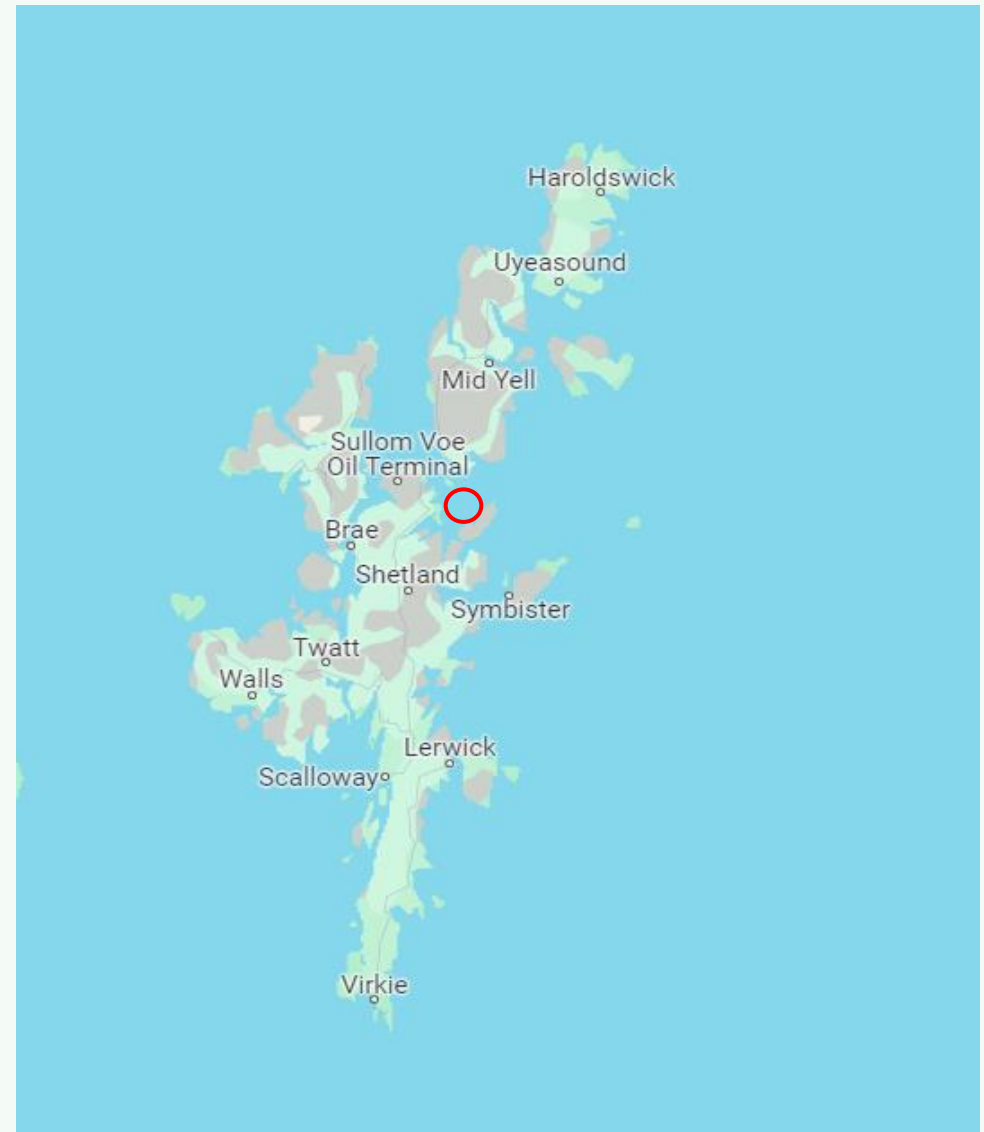 Haroldswick
Uyeasound
Mid Yell
Sullom Voe
Oil Terminal
Brae
Shetland
Symbister
Twatt
Walls
Lerwick
Scalloway
Virkie